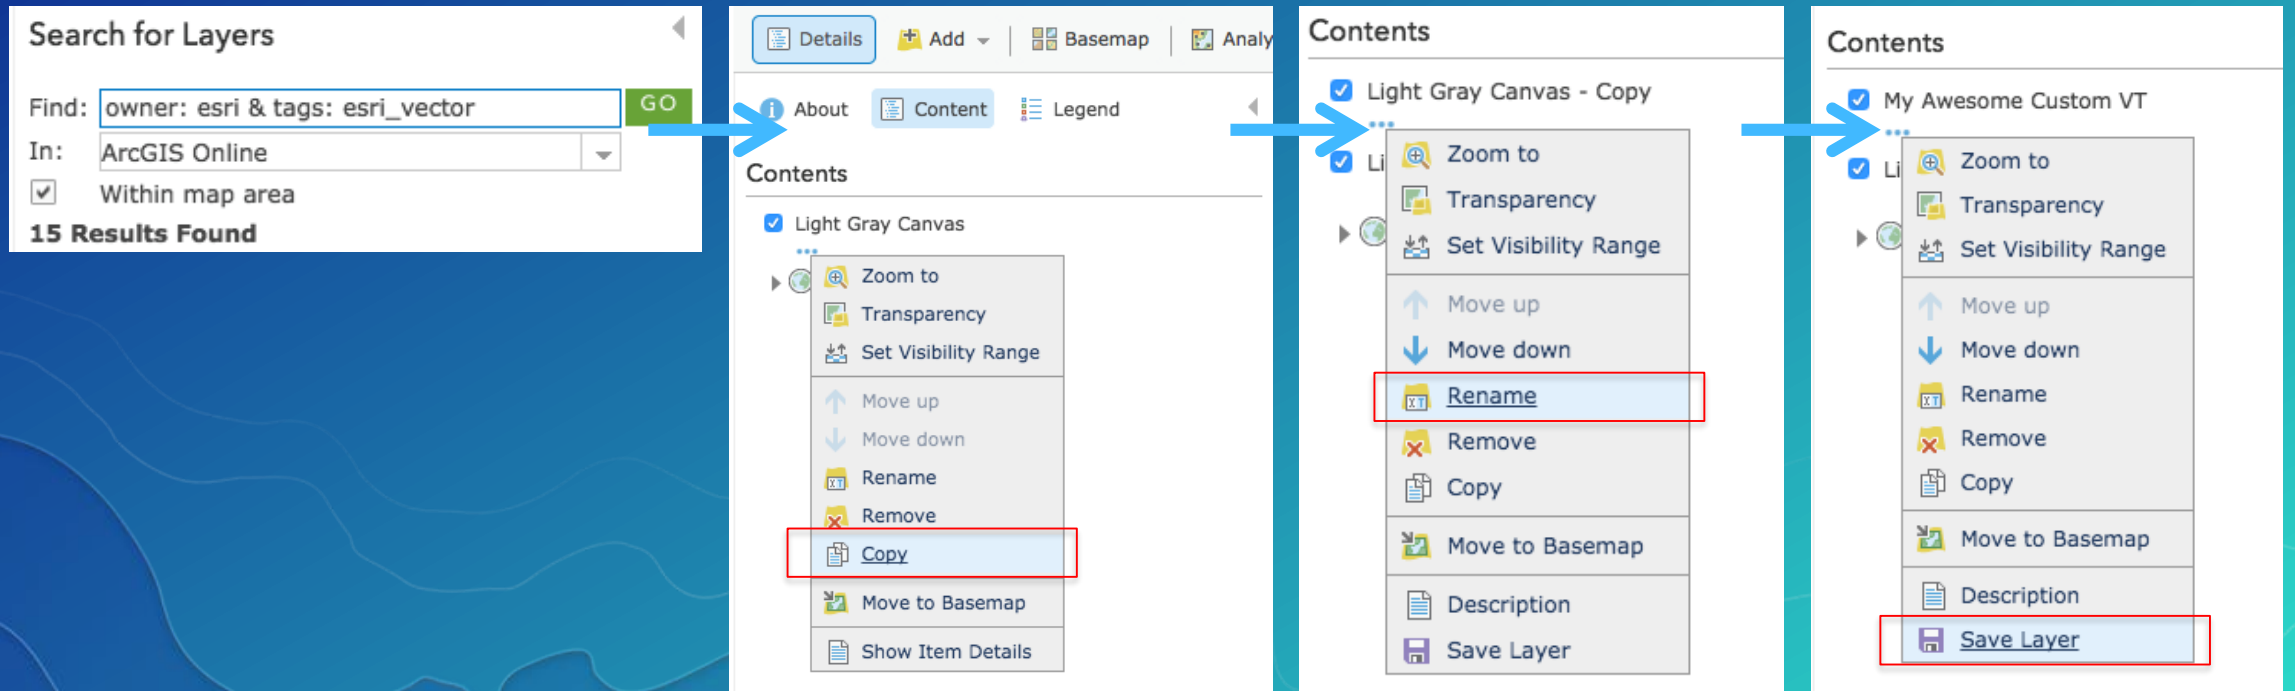 Search for Layers
Find: owner: esri & tags: esri_vector GO
In: ArcGIS Online
Within map area
15 Results Found
Details Add Basemap Analy
About Content Legend
Contents
Light Gray Canvas
Zoom to
Transparency
Set Visibility Range
Move up
Move down
Rename
Remove
Copy
Move to Basemap
Show Item Details
Contents
Light Gray Canvas - Copy
Li
Zoom to
Transparency
Set Visibility Range
Move up
Move down
Rename
Remove
Copy
Move to Basemap
Description
Save Layer
Contents
My Awesome Custom VT
Li
Zoom to
Transparency
Set Visibility Range
Move up
Move down
Rename
Remove
Copy
Move to Basemap
Description
Save Layer